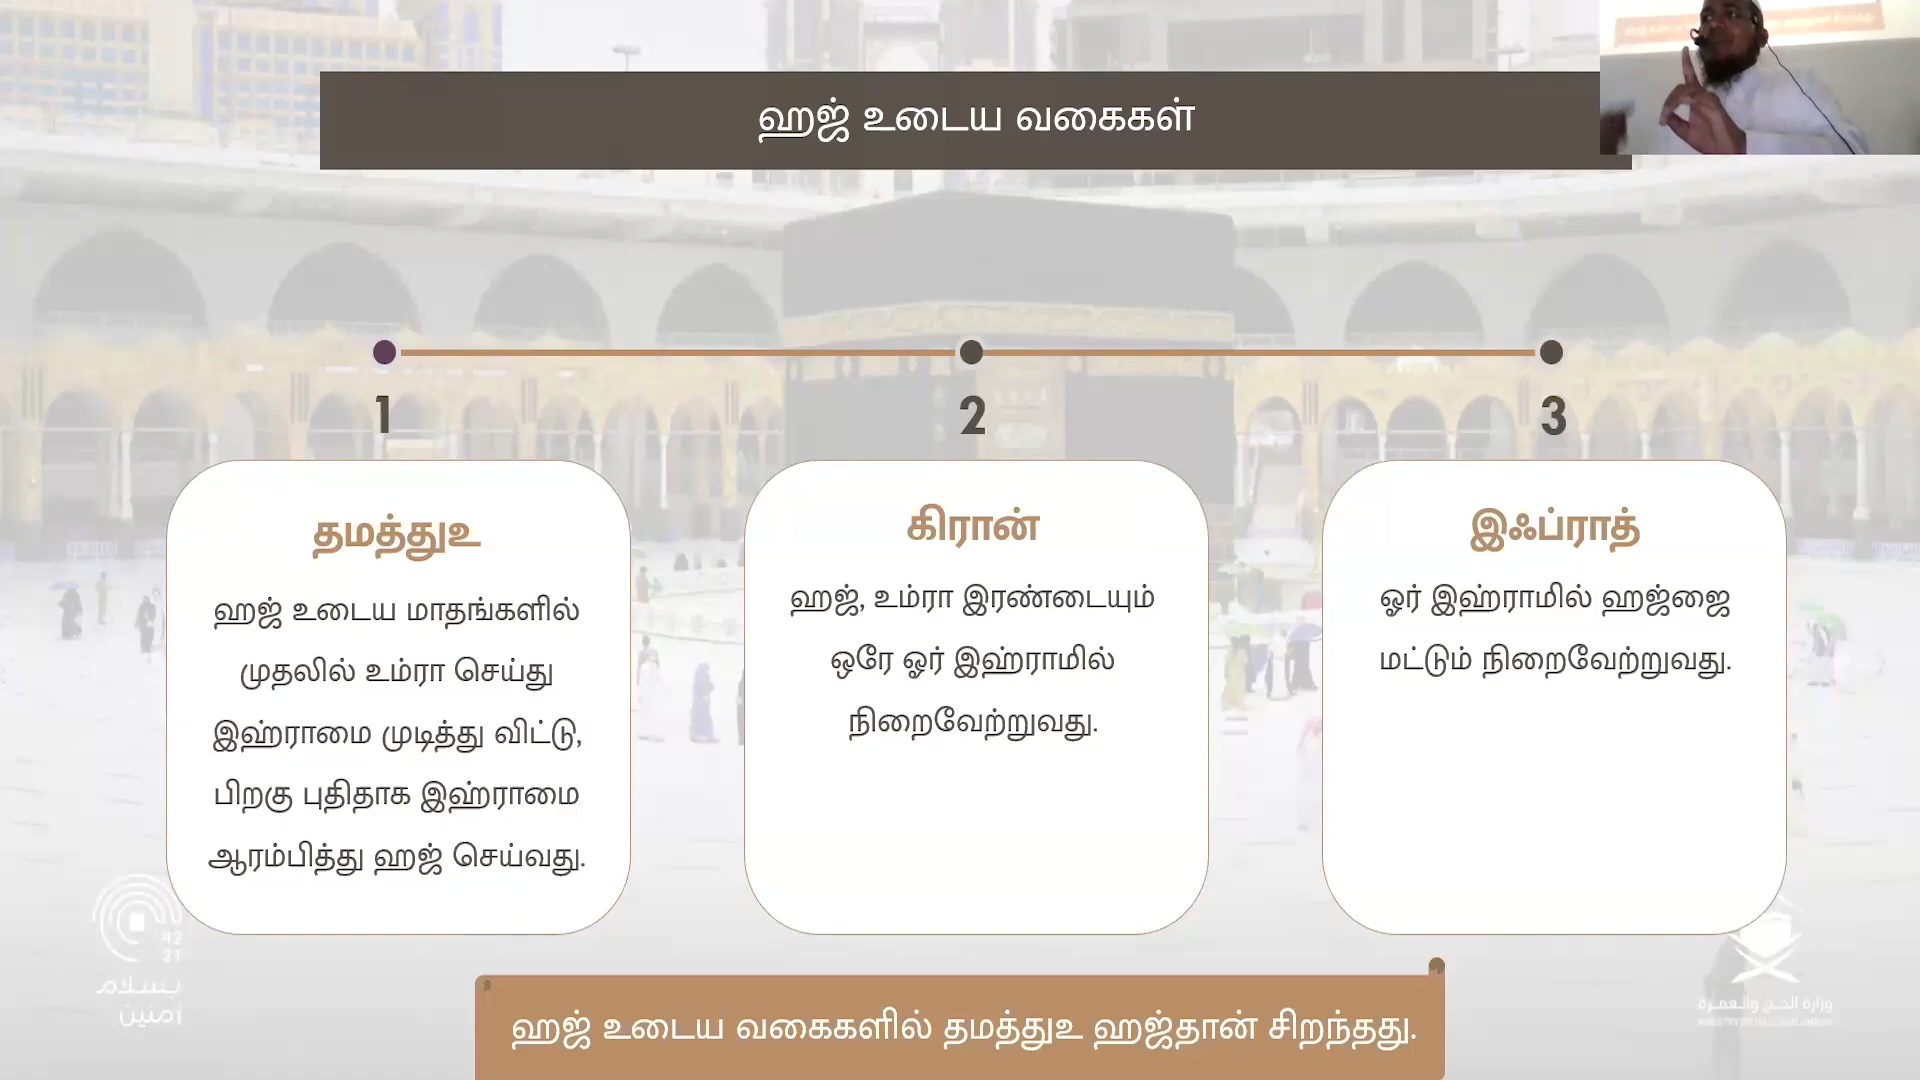 ஹஜ் உடைய வகைகள்
1
தமத்துஉ
ஹஜ் உடைய மாதங்களில்
முதலில் உம்ரா செய்து
இஹ்ராமை முடித்து விட்டு,
பிறகு புதிதாக இஹ்ராமை
ஆரம்பித்து ஹஜ் செய்வது.
2
கிரான்
ஹஜ், உம்ரா இரண்டையும்
ஒரே ஓர் இஹ்ராமில்
நிறைவேற்றுவது.
3
இஃப்ராத்
ஓர் இஹ்ராமில் ஹஜ்ஜை
மட்டும் நிறைவேற்றுவது.
ஹஜ் உடைய வகைகளில் தமத்துஉ ஹஜ்தான் சிறந்தது.
بسلام
آمنين
وزارة الحج والعمرة